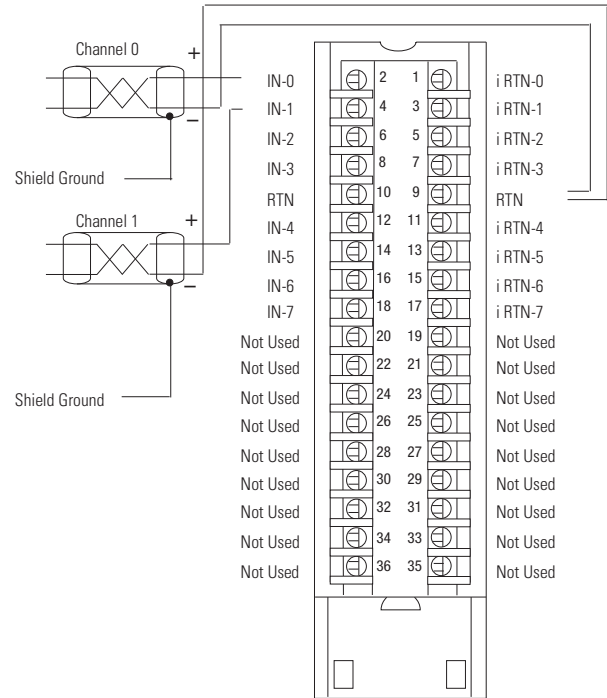 Channel 0
+
–
Shield Ground
Channel 1
+
–
Shield Ground
IN-0 2 1 i RTN-0
IN-1 4 3 i RTN-1
IN-2 6 5 i RTN-2
IN-3 8 7 i RTN-3
RTN 10 9 RTN
IN-4 12 11 i RTN-4
IN-5 14 13 i RTN-5
IN-6 16 15 i RTN-6
IN-7 18 17 i RTN-7
Not Used 20 19 Not Used
Not Used 22 21 Not Used
Not Used 24 23 Not Used
Not Used 26 25 Not Used
Not Used 28 27 Not Used
Not Used 30 29 Not Used
Not Used 32 31 Not Used
Not Used 34 33 Not Used
Not Used 36 35 Not Used